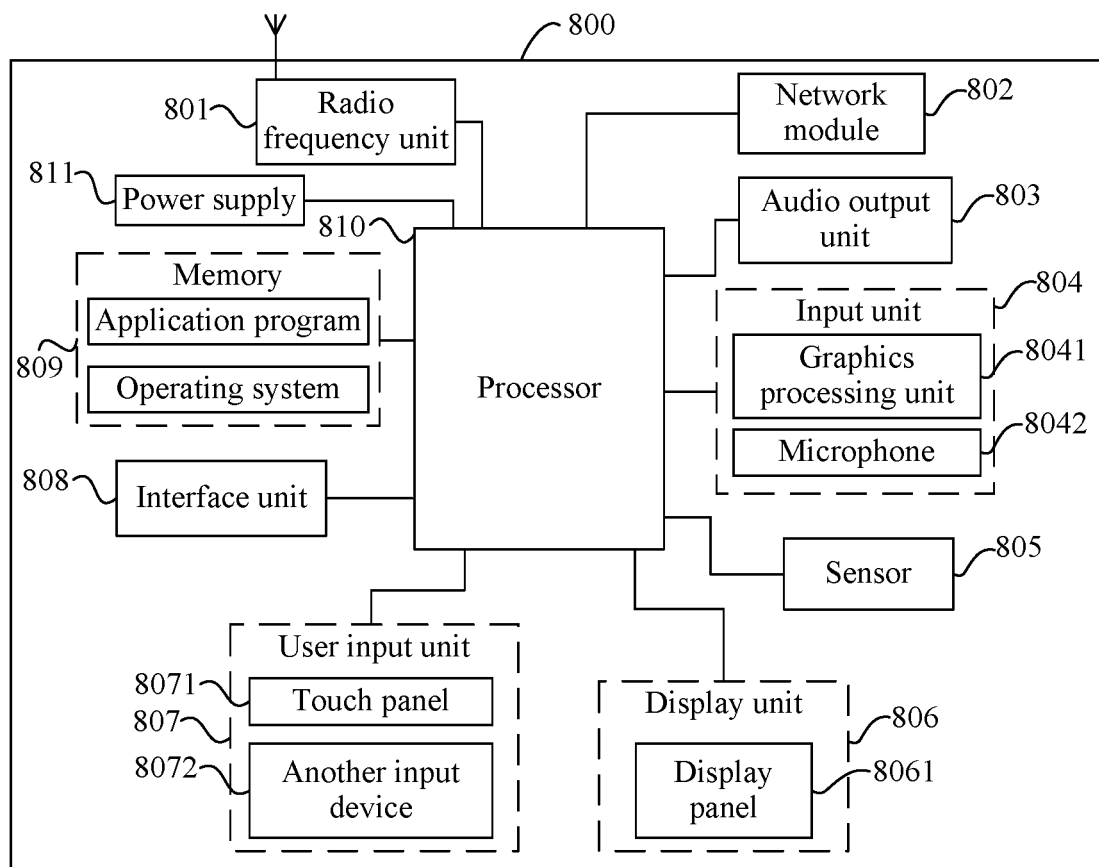 800
801
Radio
frequency unit
Network
module
802
811
Power supply
810
Audio output
unit
803
Memory
Application program
809
Operating system
Processor
Input unit
804
Graphics
processing unit
8041
Microphone
8042
808
Interface unit
Sensor
805
User input unit
8071
Touch panel
807
8072
Another input
device
Display unit
806
Display
panel
8061